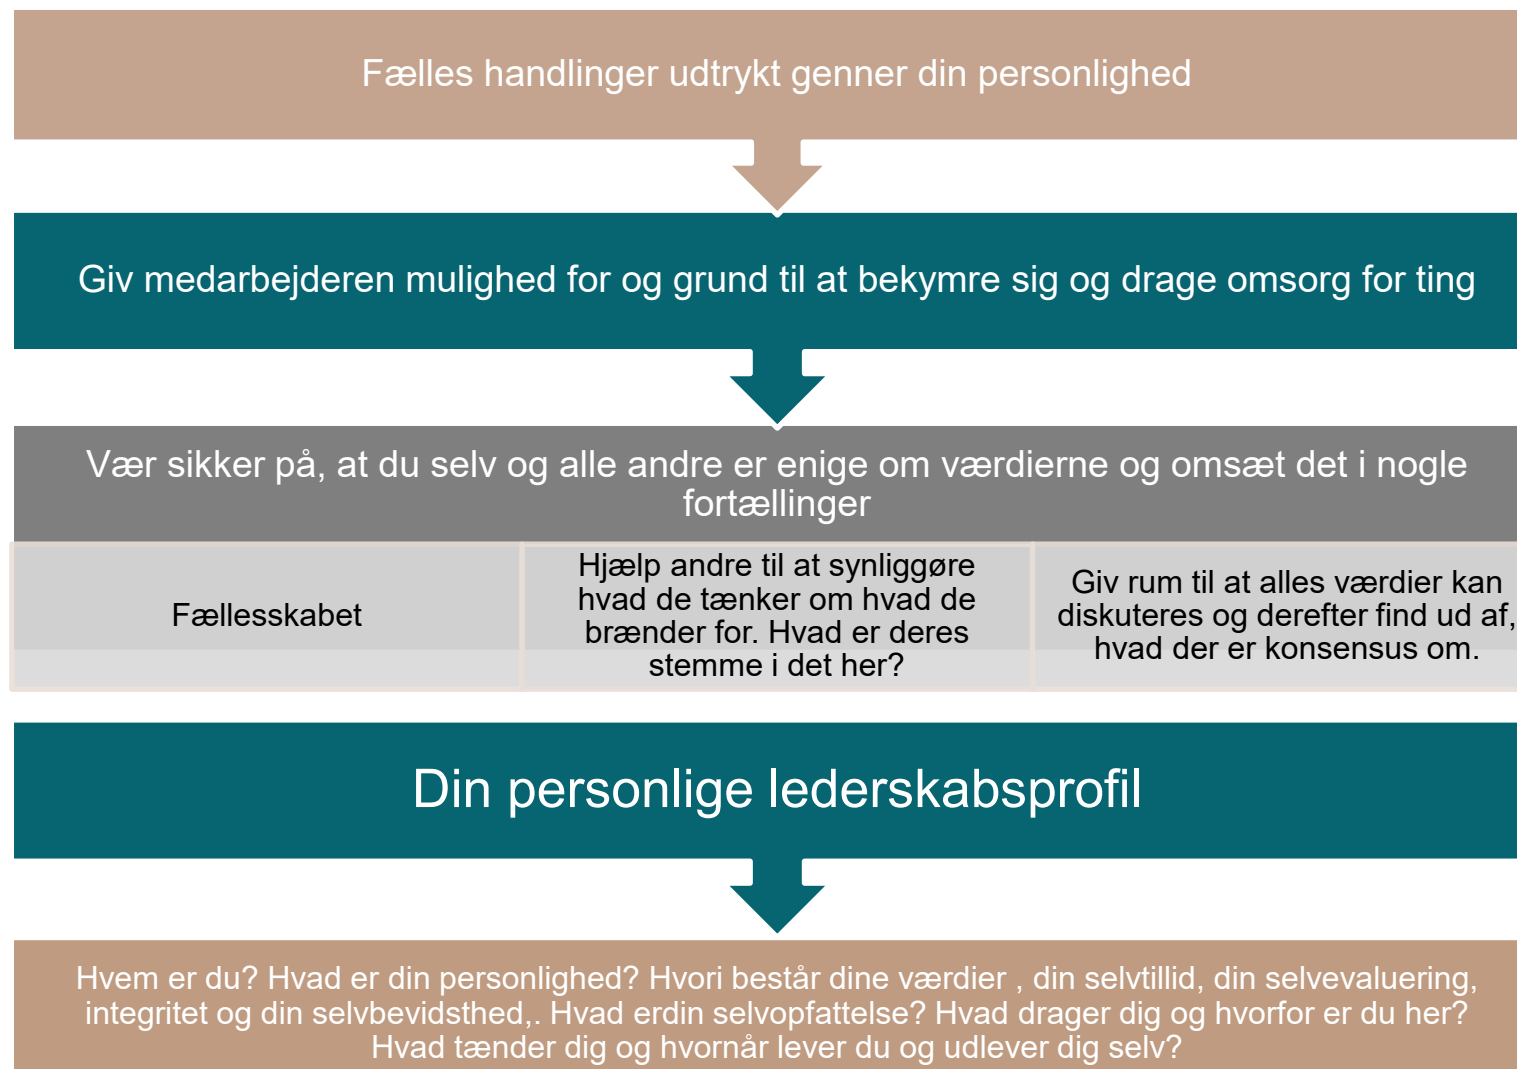 Fælles handlinger udtrykt genner din personlighed
Giv medarbejderen mulighed for og grund til at bekymre sig og drage omsorg for ting
Vær sikker på, at du selv og alle andre er enige om værdierne og omsæt det i nogle
fortællinger
Fællesskabet
Hjælp andre til at synliggøre
hvad de tænker om hvad de
brænder for. Hvad er deres
stemme i det her?
Giv rum til at alles værdier kan
diskuteres og derefter find ud af,
hvad der er konsensus om.
Din personlige lederskabsprofil
Hvem er du? Hvad er din personlighed? Hvori består dine værdier , din selvtillid, din selvevaluering,
integritet og din selvbevidsthed,. Hvad erdin selvopfattelse? Hvad drager dig og hvorfor er du her?
Hvad tænder dig og hvornår lever du og udlever dig selv?